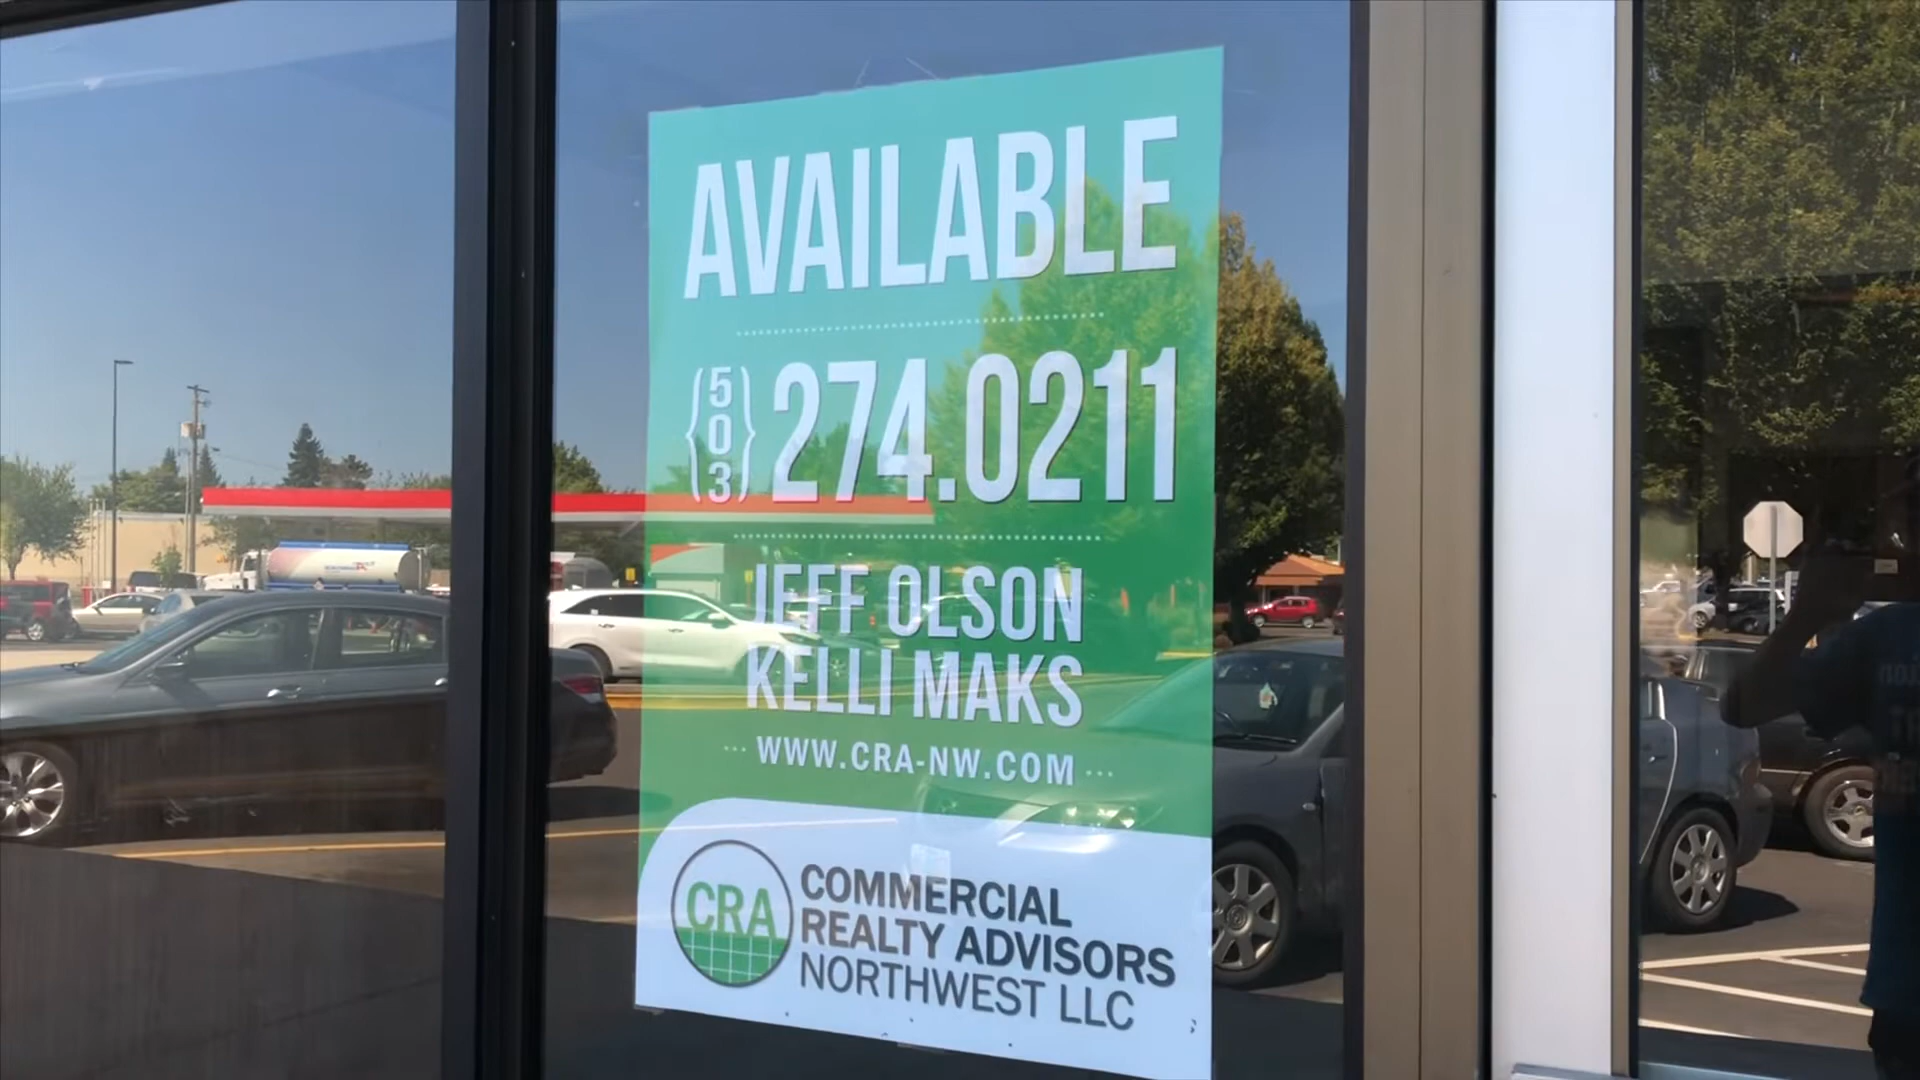 AVAILABLE
{503} 274.0211
JEFF OLSON
KELLI MAKS
... WWW.CRA-NW.COM ...
CRA
COMMERCIAL
REALTY ADVISORS
NORTHWEST LLC